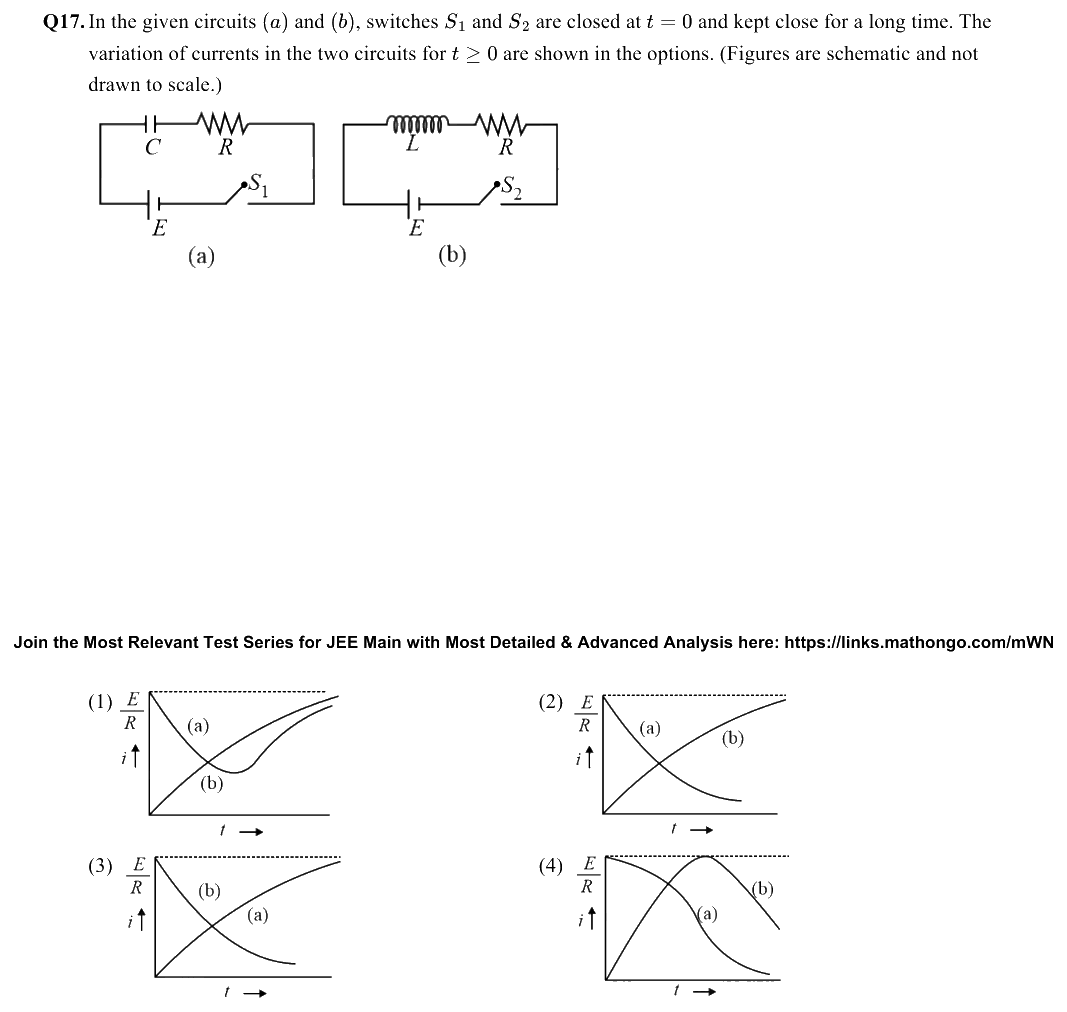 Q17. In the given circuits (a) and (b), switches S₁ and S₂ are closed at t = 0 and kept close for a long time. The
variation of currents in the two circuits for t ≥ 0 are shown in the options. (Figures are schematic and not
drawn to scale.)
C R S₁ E
(a)
L R S₂ E
(b)
Join the Most Relevant Test Series for JEE Main with Most Detailed & Advanced Analysis here: https://links.mathongo.com/mWN
(1) E/R i↑ (a) (b) t →
(2) E/R i↑ (a) (b) t →
(3) E/R i↑ (b) (a) t →
(4) E/R i↑ (b) (a) t →